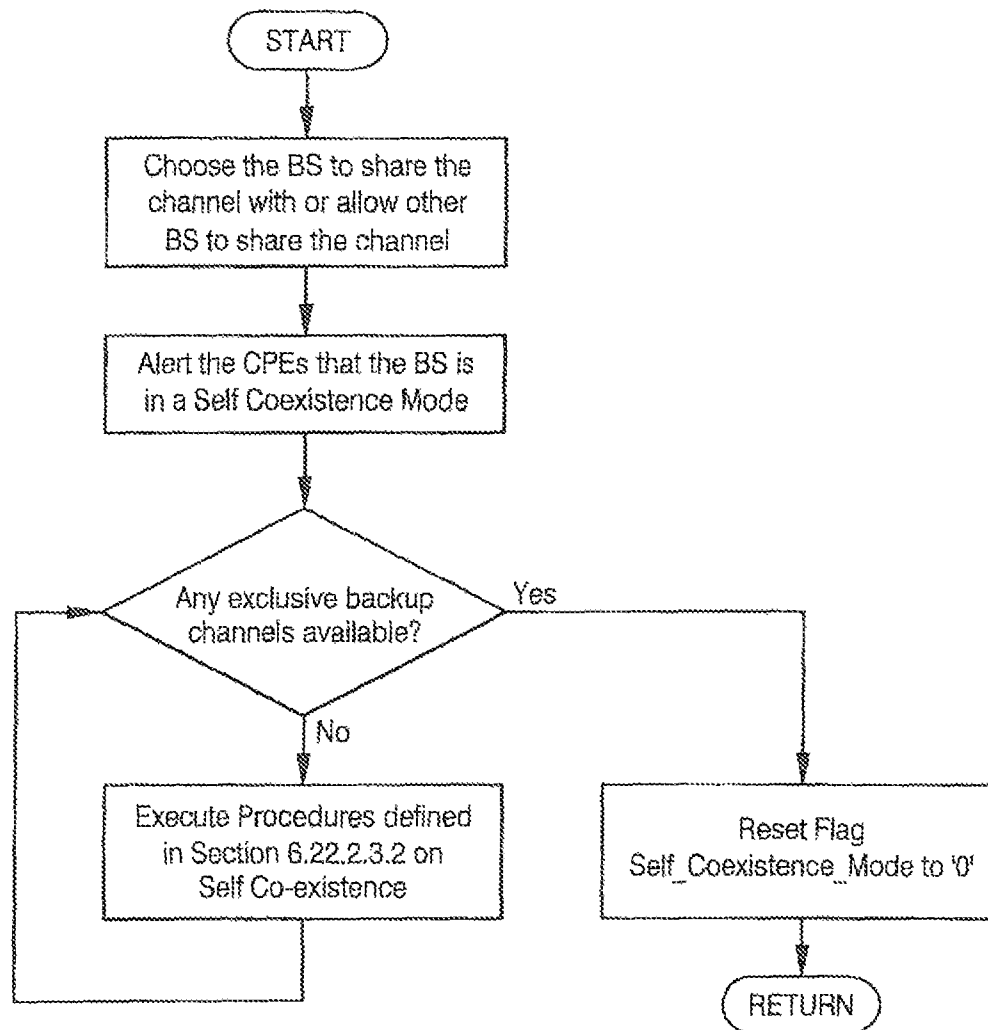 START
Choose the BS to share the
channel with or allow other
BS to share the channel
Alert the CPEs that the BS is
in a Self Coexistence Mode
Any exclusive backup
channels available?
Yes
No
Execute Procedures defined
in Section 6.22.2.3.2 on
Self Co-existence
Reset Flag
Self_Coexistence_Mode to '0'
RETURN